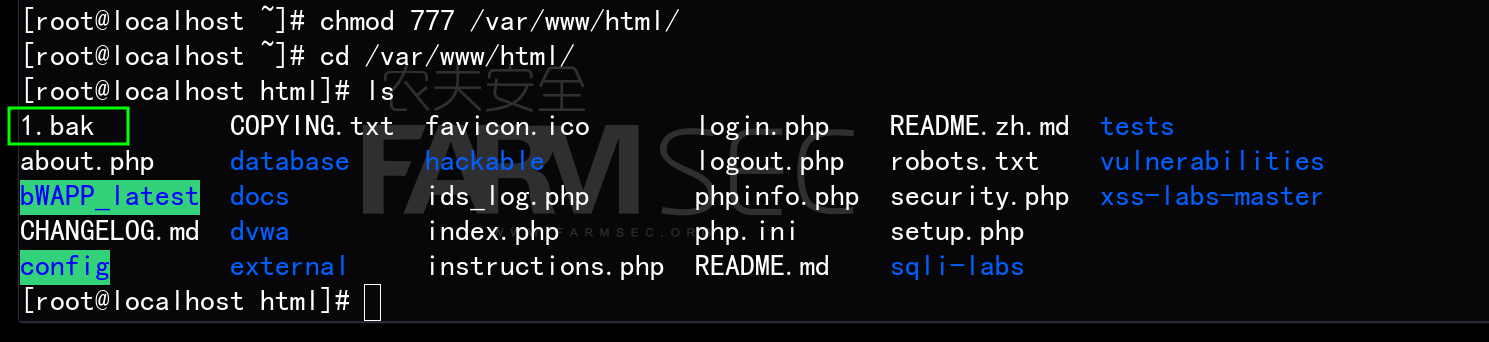 [root@localhost ~]# chmod 777 /var/www/html/
[root@localhost ~]# cd /var/www/html/
[root@localhost html]# ls
1.bak COPYING.txt favicon.ico login.php README.zh.md tests
about.php database hackable logout.php robots.txt vulnerabilities
bWAPP_latest docs ids_log.php phpinfo.php security.php xss-labs-master
CHANGELOG.md dvwa index.php php.ini setup.php
config external instructions.php README.md sqli-labs
[root@localhost html]#
农夫安全
FARMSEC
WWW.FARMSEC.ORG